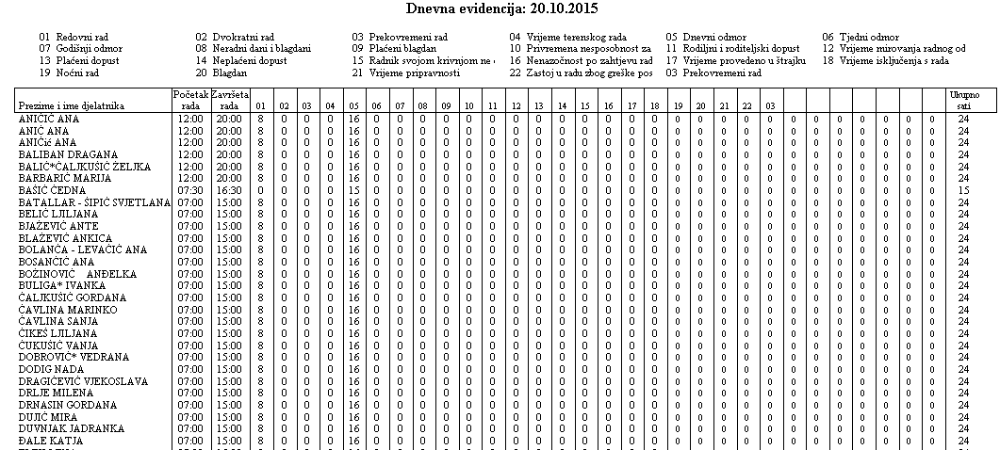 Dnevna evidencija: 20.10.2015
01 Redovni rad 02 Dvokratni rad 03 Prekovremeni rad 04 Vrijeme terenskog rada 05 Dnevni odmor 06 Tjedni odmor
07 Godišnji odmor 08 Neradni dani i blagdani 09 Plaćeni blagdan 10 Privremena nesposobnost za 11 Rodiljni i roditeljski dopust 12 Vrijeme mirovanja radnog od
13 Plaćeni dopust 14 Neplaćeni dopust 15 Radnik svojom krivnjom ne 16 Nenazočnost po zahtjevu rad 17 Vrijeme provedeno u štrajku 18 Vrijeme isključenja s rada
19 Noćni rad 20 Blagdan 21 Vrijeme pripravnosti 22 Zastoj u radu zbog greške pos 03 Prekovremeni rad
Prezime i ime djelatnika Početak rada Završeta rada 01 02 03 04 05 06 07 08 09 10 11 12 13 14 15 16 17 18 19 20 21 22 03 Ukupno sati
ANIČIĆ ANA 12:00 20:00 8 0 0 0 16 0 0 0 0 0 0 0 0 0 0 0 0 0 0 0 0 0 0 0 0 0 0 0 0 0 24
ANIĆ ANA 12:00 20:00 8 0 0 0 16 0 0 0 0 0 0 0 0 0 0 0 0 0 0 0 0 0 0 0 0 0 0 0 0 0 24
ANIČić ANA 12:00 20:00 8 0 0 0 16 0 0 0 0 0 0 0 0 0 0 0 0 0 0 0 0 0 0 0 0 0 0 0 0 0 24
BALIBAN DRAGANA 12:00 20:00 8 0 0 0 16 0 0 0 0 0 0 0 0 0 0 0 0 0 0 0 0 0 0 0 0 0 0 0 0 0 24
BALIĆ*ČALJKUŠIĆ ŽELJKA 12:00 20:00 8 0 0 0 16 0 0 0 0 0 0 0 0 0 0 0 0 0 0 0 0 0 0 0 0 0 0 0 0 0 24
BARBARIĆ MARIJA 12:00 20:00 8 0 0 0 16 0 0 0 0 0 0 0 0 0 0 0 0 0 0 0 0 0 0 0 0 0 0 0 0 0 24
BAŠIĆ ČEDNA 07:30 16:30 0 0 0 0 15 0 0 0 0 0 0 0 0 0 0 0 0 0 0 0 0 0 0 0 0 0 0 0 0 0 15
BATALLAR - ŠIPIĆ SVJETLANA 07:00 15:00 8 0 0 0 16 0 0 0 0 0 0 0 0 0 0 0 0 0 0 0 0 0 0 0 0 0 0 0 0 0 24
BELIĆ LJILJANA 07:00 15:00 8 0 0 0 16 0 0 0 0 0 0 0 0 0 0 0 0 0 0 0 0 0 0 0 0 0 0 0 0 0 24
BJAŽEVIĆ ANTE 07:00 15:00 8 0 0 0 16 0 0 0 0 0 0 0 0 0 0 0 0 0 0 0 0 0 0 0 0 0 0 0 0 0 24
BLAŽEVIĆ ANKICA 07:00 15:00 8 0 0 0 16 0 0 0 0 0 0 0 0 0 0 0 0 0 0 0 0 0 0 0 0 0 0 0 0 0 24
BOLANČA - LEVAČIĆ ANA 07:00 15:00 8 0 0 0 16 0 0 0 0 0 0 0 0 0 0 0 0 0 0 0 0 0 0 0 0 0 0 0 0 0 24
BOSANČIĆ ANA 07:00 15:00 8 0 0 0 16 0 0 0 0 0 0 0 0 0 0 0 0 0 0 0 0 0 0 0 0 0 0 0 0 0 24
BOŽINOVIĆ ANĐELKA 07:00 15:00 8 0 0 0 16 0 0 0 0 0 0 0 0 0 0 0 0 0 0 0 0 0 0 0 0 0 0 0 0 0 24
BULIGA* IVANKA 07:00 15:00 8 0 0 0 16 0 0 0 0 0 0 0 0 0 0 0 0 0 0 0 0 0 0 0 0 0 0 0 0 0 24
ČALJKUŠIĆ GORDANA 07:00 15:00 8 0 0 0 16 0 0 0 0 0 0 0 0 0 0 0 0 0 0 0 0 0 0 0 0 0 0 0 0 0 24
ČAVLINA MARINKO 07:00 15:00 8 0 0 0 16 0 0 0 0 0 0 0 0 0 0 0 0 0 0 0 0 0 0 0 0 0 0 0 0 0 24
ČAVLINA SANJA 07:00 15:00 8 0 0 0 16 0 0 0 0 0 0 0 0 0 0 0 0 0 0 0 0 0 0 0 0 0 0 0 0 0 24
ČIKEŠ LJILJANA 07:00 15:00 8 0 0 0 16 0 0 0 0 0 0 0 0 0 0 0 0 0 0 0 0 0 0 0 0 0 0 0 0 0 24
ČUKUŠIĆ VANJA 07:00 15:00 8 0 0 0 16 0 0 0 0 0 0 0 0 0 0 0 0 0 0 0 0 0 0 0 0 0 0 0 0 0 24
DOBROVIĆ* VEDRANA 07:00 15:00 8 0 0 0 16 0 0 0 0 0 0 0 0 0 0 0 0 0 0 0 0 0 0 0 0 0 0 0 0 0 24
DODIG NADA 07:00 15:00 8 0 0 0 16 0 0 0 0 0 0 0 0 0 0 0 0 0 0 0 0 0 0 0 0 0 0 0 0 0 24
DRAGIČEVIĆ VJEKOSLAVA 07:00 15:00 8 0 0 0 16 0 0 0 0 0 0 0 0 0 0 0 0 0 0 0 0 0 0 0 0 0 0 0 0 0 24
DRLJE MILENA 07:00 15:00 8 0 0 0 16 0 0 0 0 0 0 0 0 0 0 0 0 0 0 0 0 0 0 0 0 0 0 0 0 0 24
DRNASIN GORDANA 07:00 15:00 8 0 0 0 16 0 0 0 0 0 0 0 0 0 0 0 0 0 0 0 0 0 0 0 0 0 0 0 0 0 24
DUJIĆ MIRA 07:00 15:00 8 0 0 0 16 0 0 0 0 0 0 0 0 0 0 0 0 0 0 0 0 0 0 0 0 0 0 0 0 0 24
DUVNJAK JADRANKA 07:00 15:00 8 0 0 0 16 0 0 0 0 0 0 0 0 0 0 0 0 0 0 0 0 0 0 0 0 0 0 0 0 0 24
ĐALE KATJA 07:00 15:00 8 0 0 0 16 0 0 0 0 0 0 0 0 0 0 0 0 0 0 0 0 0 0 0 0 0 0 0 0 0 24